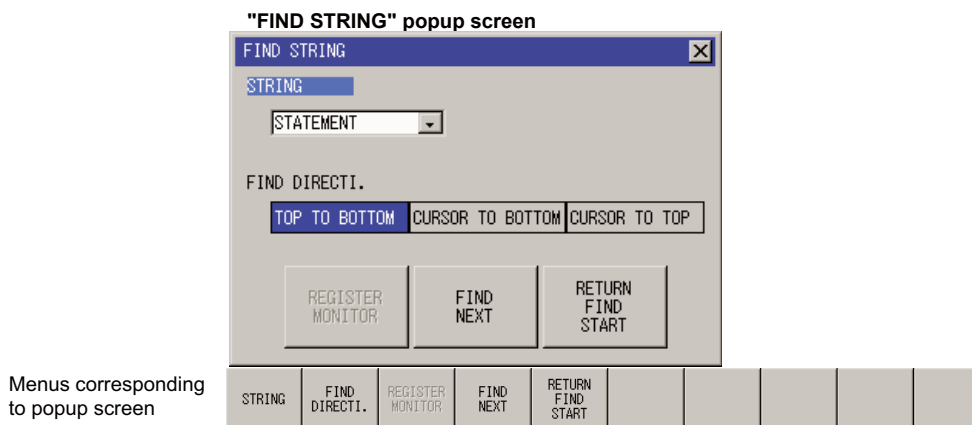 "FIND STRING" popup screen
FIND STRING
STRING
STATEMENT
FIND DIRECTI.
TOP TO BOTTOM CURSOR TO BOTTOM CURSOR TO TOP
REGISTER
MONITOR
FIND
NEXT
RETURN
FIND
START
Menus corresponding
to popup screen
STRING
FIND
DIRECTI.
REGISTER
MONITOR
FIND
NEXT
RETURN
FIND
START